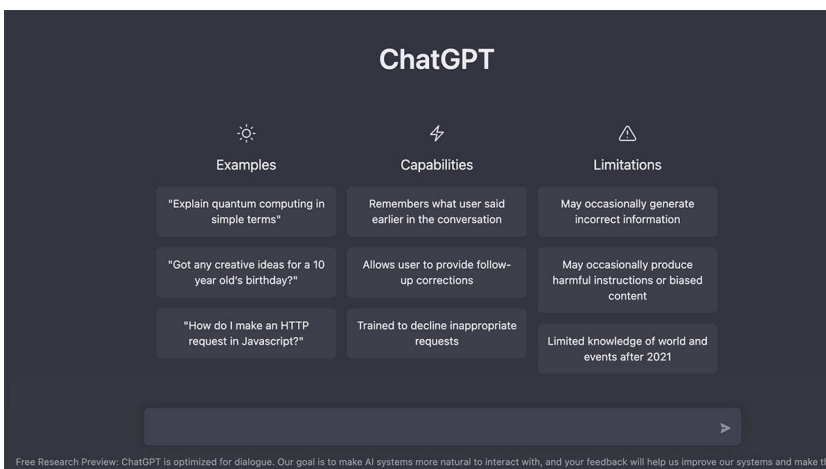 ChatGPT
Examples
"Explain quantum computing in
simple terms"
"Got any creative ideas for a 10
year old's birthday?"
"How do I make an HTTP
request in Javascript?"
Capabilities
Remembers what user said
earlier in the conversation
Allows user to provide follow-
up corrections
Trained to decline inappropriate
requests
Limitations
May occasionally generate
incorrect information
May occasionally produce
harmful instructions or biased
content
Limited knowledge of world and
events after 2021
Free Research Preview: ChatGPT is optimized for dialogue. Our goal is to make AI systems more natural to interact with, and your feedback will help us improve our systems and make